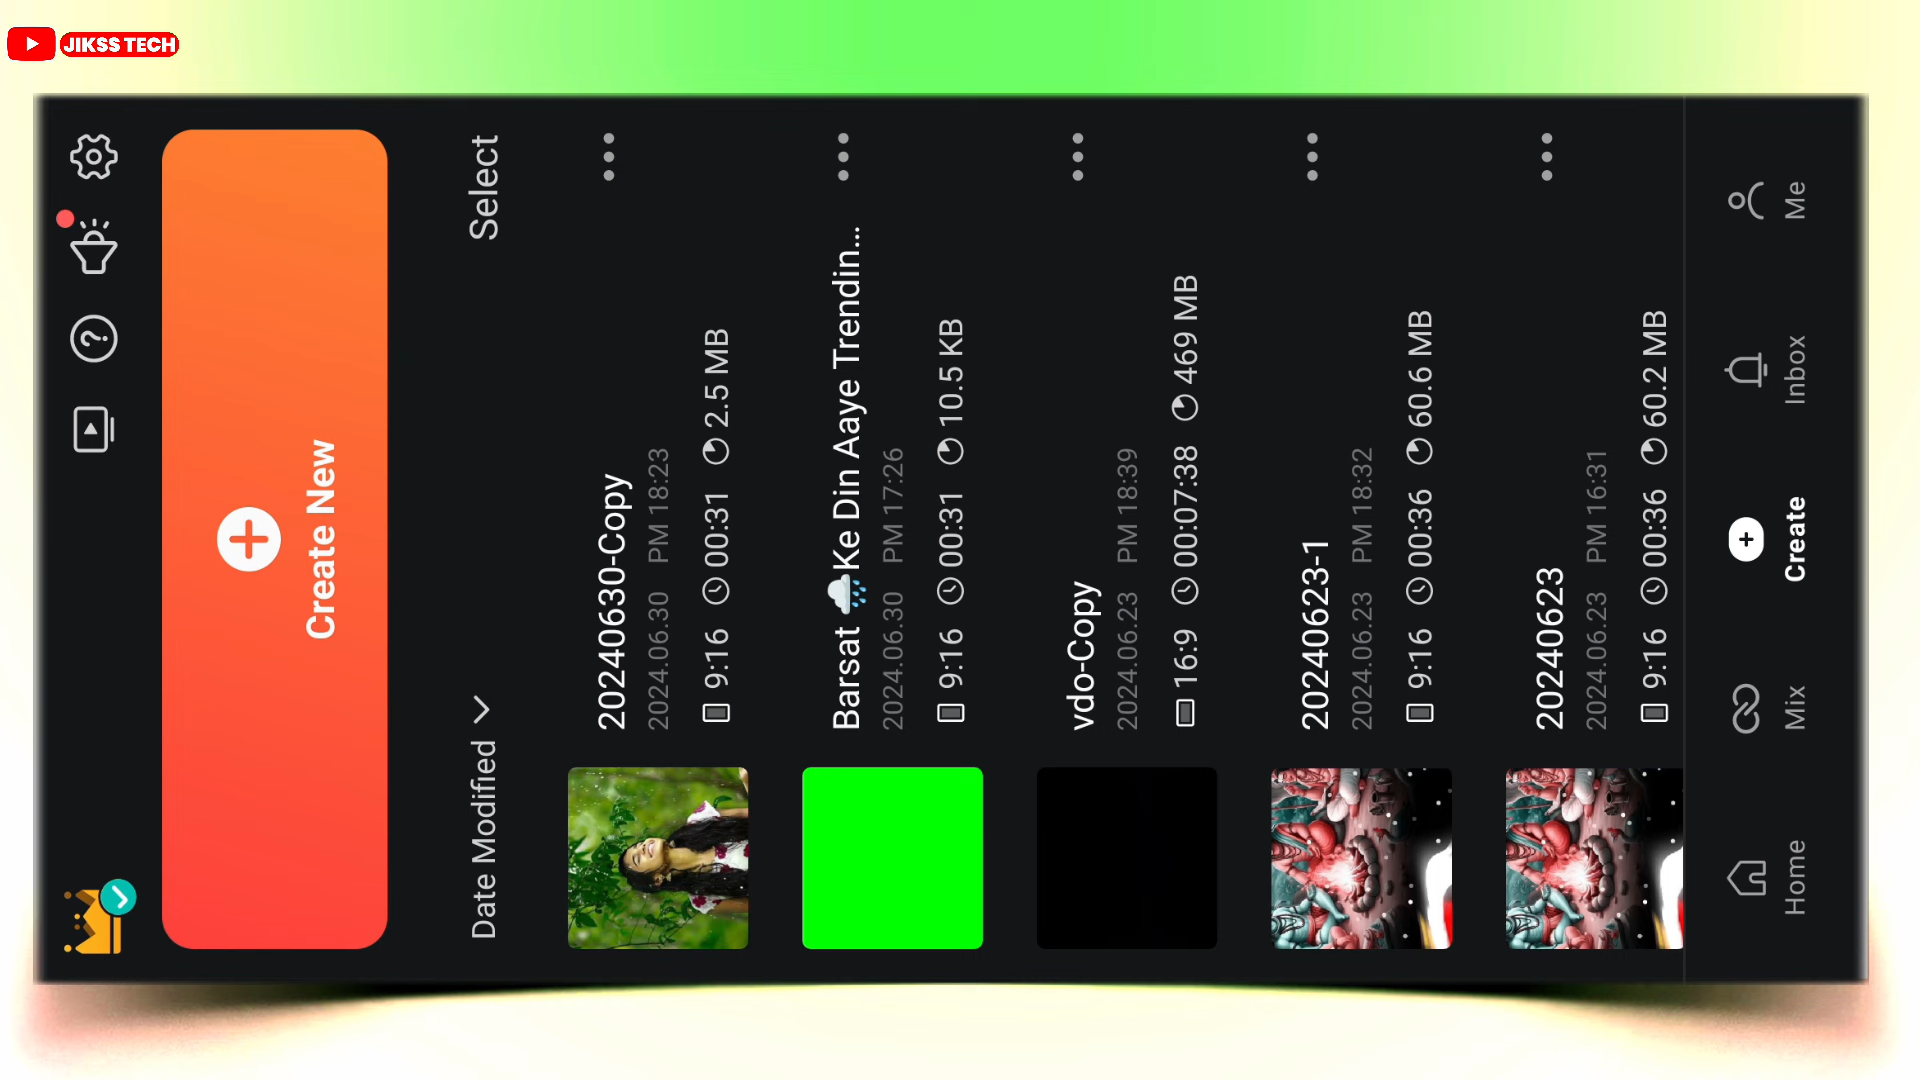 JIKSS TECH
Create New
Date Modified
Select
20240630-Copy
2024.06.30 PM 18:23
9:16 00:31 2.5 MB
Barsat 🌧️Ke Din Aaye Trendin...
2024.06.30 PM 17:26
9:16 00:31 10.5 KB
vdo-Copy
2024.06.23 PM 18:39
16:9 00:07:38 469 MB
20240623-1
2024.06.23 PM 18:32
9:16 00:36 60.6 MB
20240623
2024.06.23 PM 16:31
9:16 00:36 60.2 MB
Home
Mix
Create
Inbox
Me